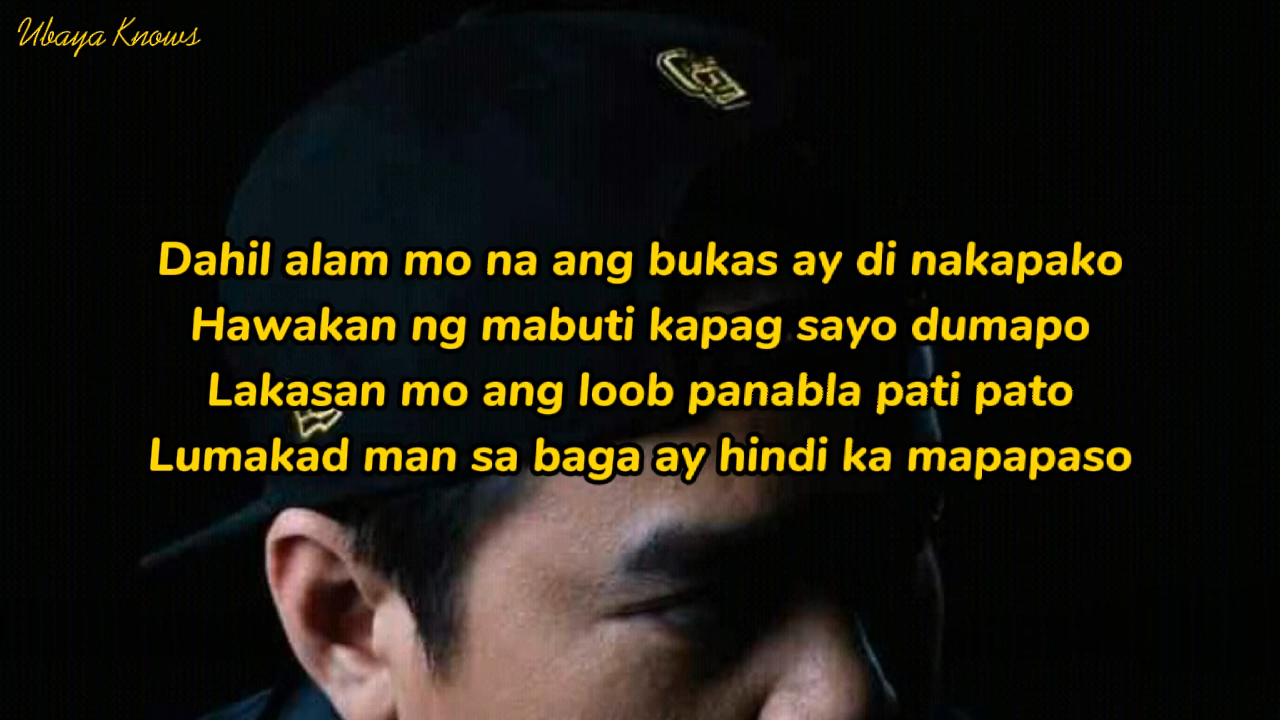 Ubaya Knows
Dahil alam mo na ang bukas ay di nakapako
Hawakan ng mabuti kapag sayo dumapo
Lakasan mo ang loob panabla pati pato
Lumakad man sa baga ay hindi ka mapapaso